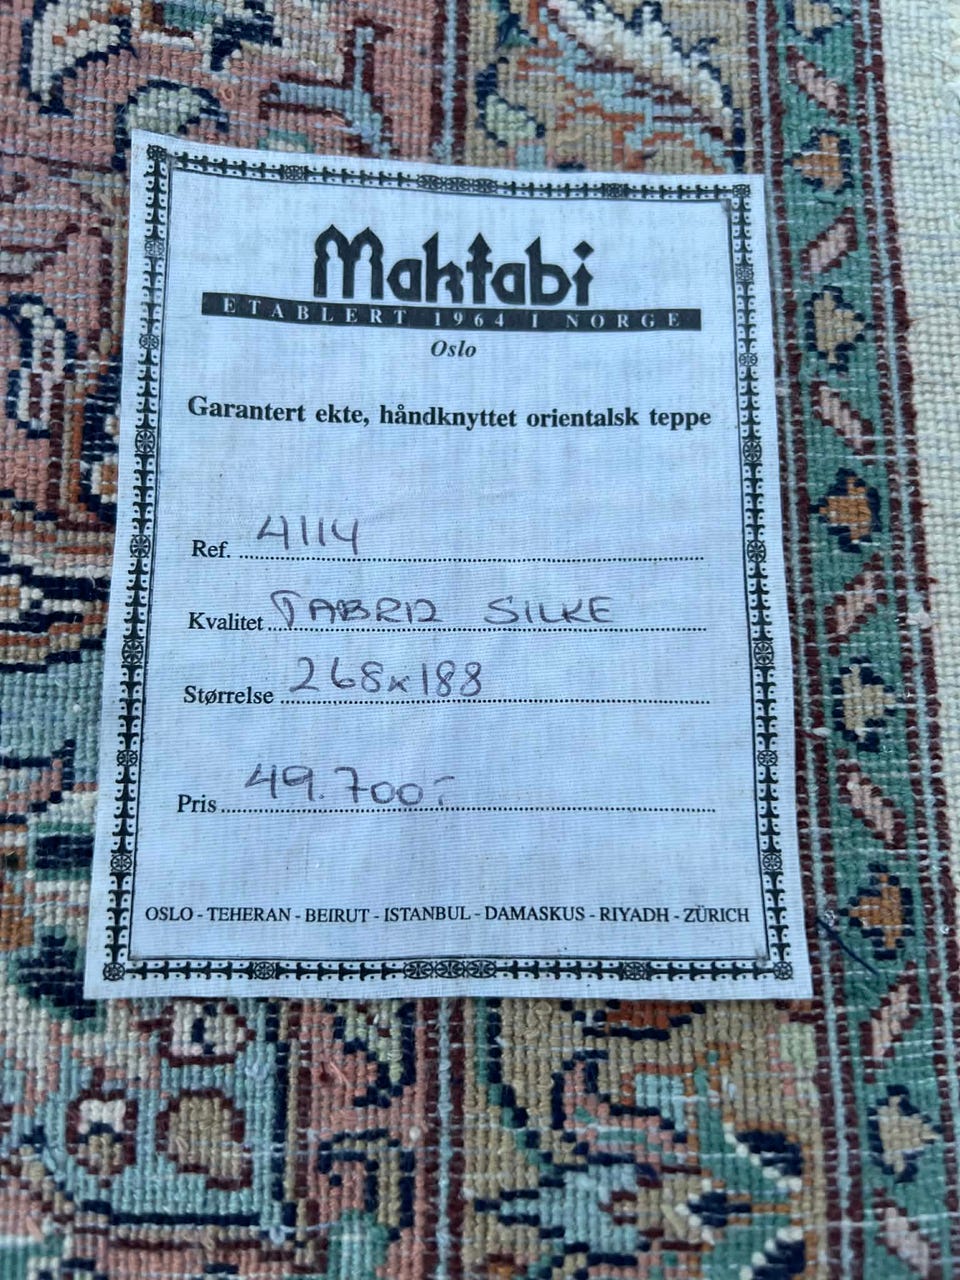 Maktabi
ETABLERT 1964 I NORGE
Oslo
Garantert ekte, håndknyttet orientalsk teppe
Ref. 4114
Kvalitet TABRIZ SILKE
Størrelse 268x188
Pris 49.700:-
OSLO - TEHERAN - BEIRUT - ISTANBUL - DAMASKUS - RIYADH - ZÜRICH